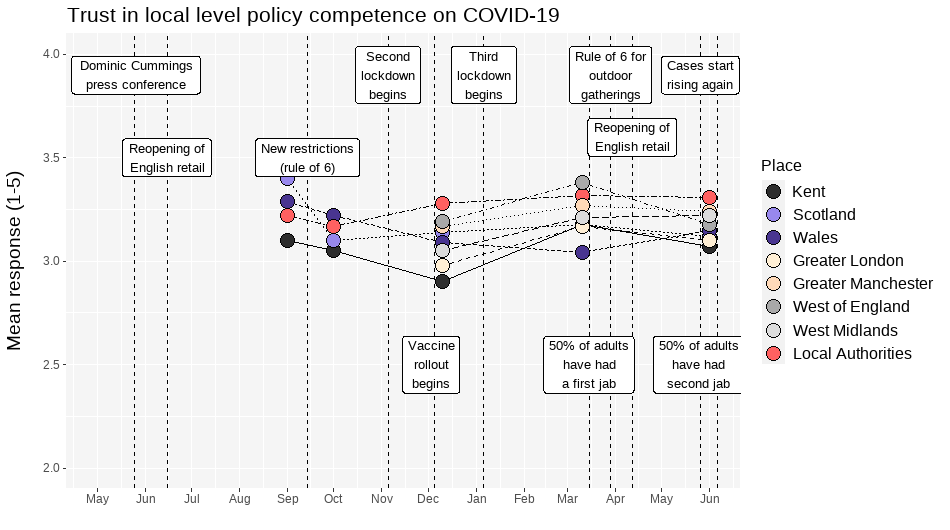 Trust in local level policy competence on COVID-19
Mean response (1-5)
4.0
3.5
3.0
2.5
2.0
Dominic Cummings
press conference
Second
lockdown
begins
Third
lockdown
begins
Rule of 6 for
outdoor
gatherings
Cases start
rising again
Reopening of
English retail
New restrictions
(rule of 6)
Reopening of
English retail
Vaccine
rollout
begins
50% of adults
have had
a first jab
50% of adults
have had
second jab
May Jun Jul Aug Sep Oct Nov Dec Jan Feb Mar Apr May Jun
Place
Kent
Scotland
Wales
Greater London
Greater Manchester
West of England
West Midlands
Local Authorities